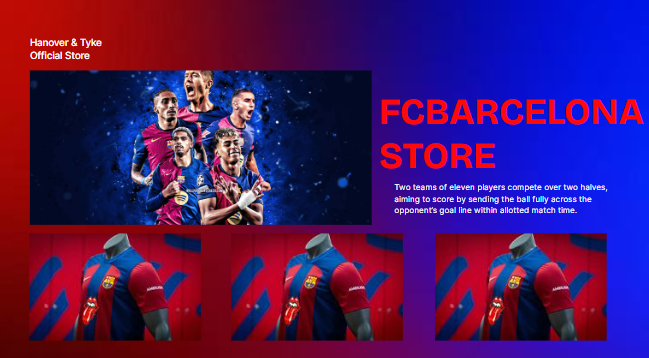 Hanover & Tyke
Official Store
FCBARCELONA
STORE
Two teams of eleven players compete over two halves,
aiming to score by sending the ball fully across the
opponent's goal line within allotted match time.